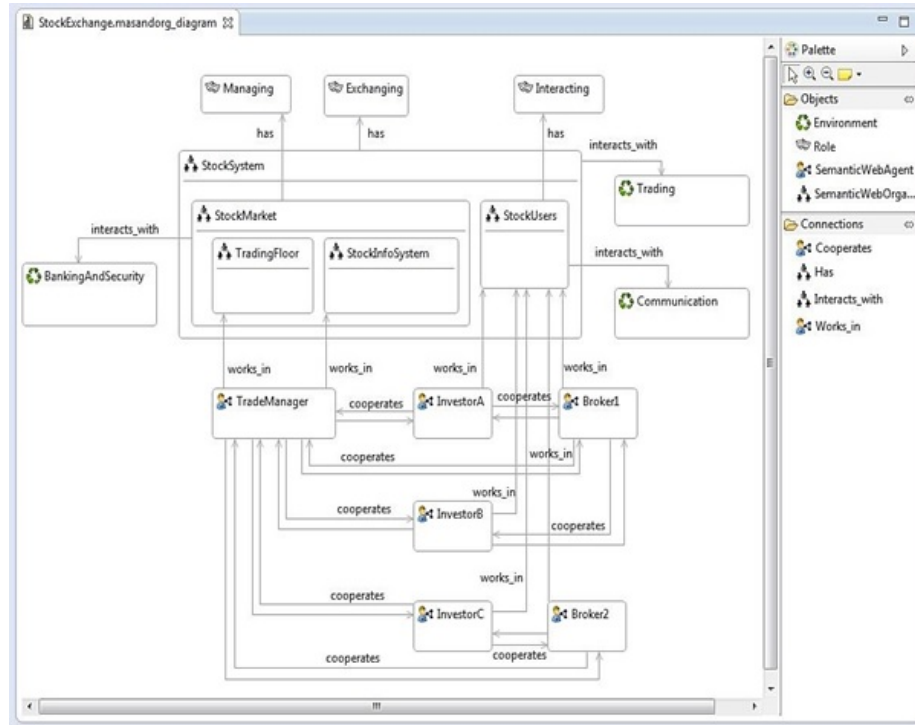 StockExchange.masandorg_diagram
Palette
Managing
Exchanging
Interacting
Objects
Environment
Role
SemanticWebAgent
SemanticWebOrga...
has
has
has
interacts_with
StockSystem
Trading
StockMarket
StockUsers
interacts_with
TradingFloor
StockInfoSystem
interacts_with
BankingAndSecurity
Communication
Connections
Cooperates
Has
Interacts_with
Works_in
works_in
works_in
works_in
works_in
TradeManager
cooperates
InvestorA
cooperates
Broker1
cooperates
works_in
works_in
cooperates
InvestorB
cooperates
works_in
cooperates
InvestorC
Broker2
cooperates
cooperates